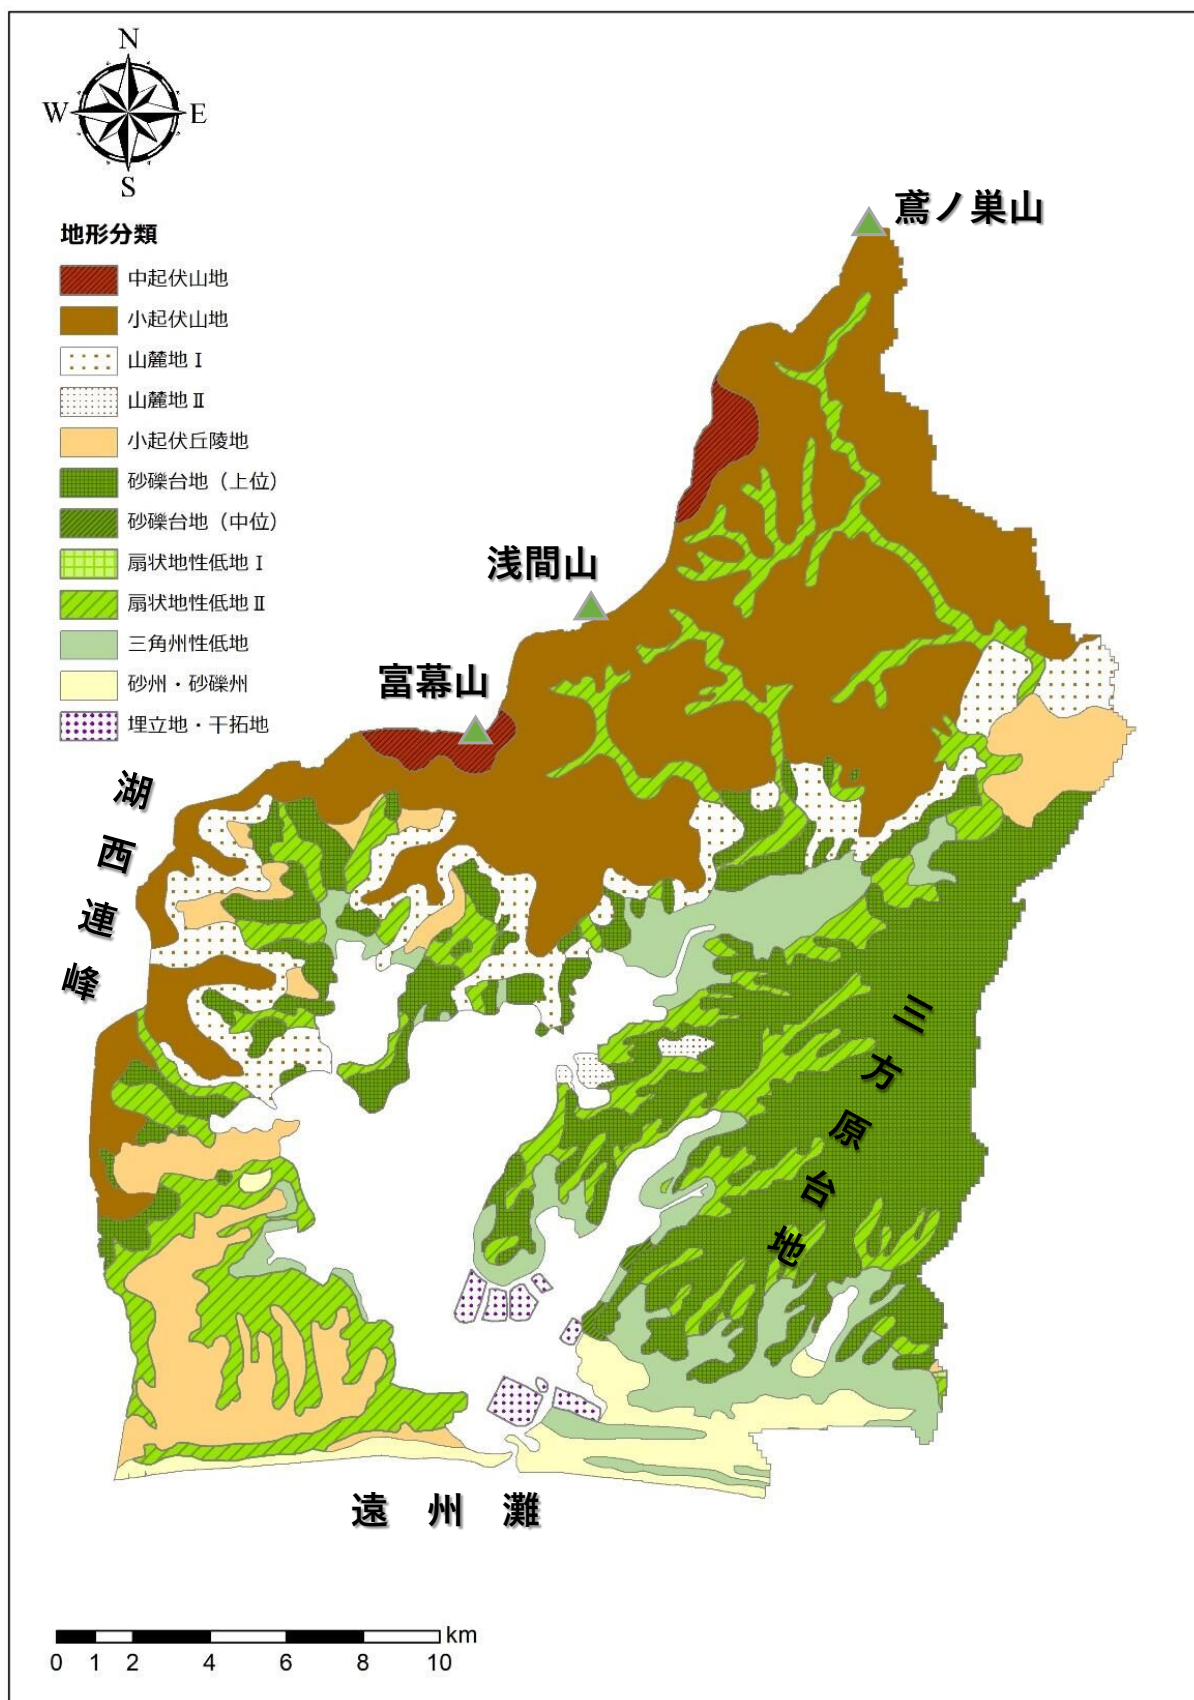 N
W E
S
地形分類
中起伏山地
小起伏山地
山麓地 I
山麓地 II
小起伏丘陵地
砂礫台地（上位）
砂礫台地（中位）
扇状地性低地 I
扇状地性低地 II
三角州性低地
砂州・砂礫州
埋立地・干拓地
鳶ノ巣山
浅間山
富幕山
湖西連峰
三方原台地
遠州灘
km
0 1 2 4 6 8 10